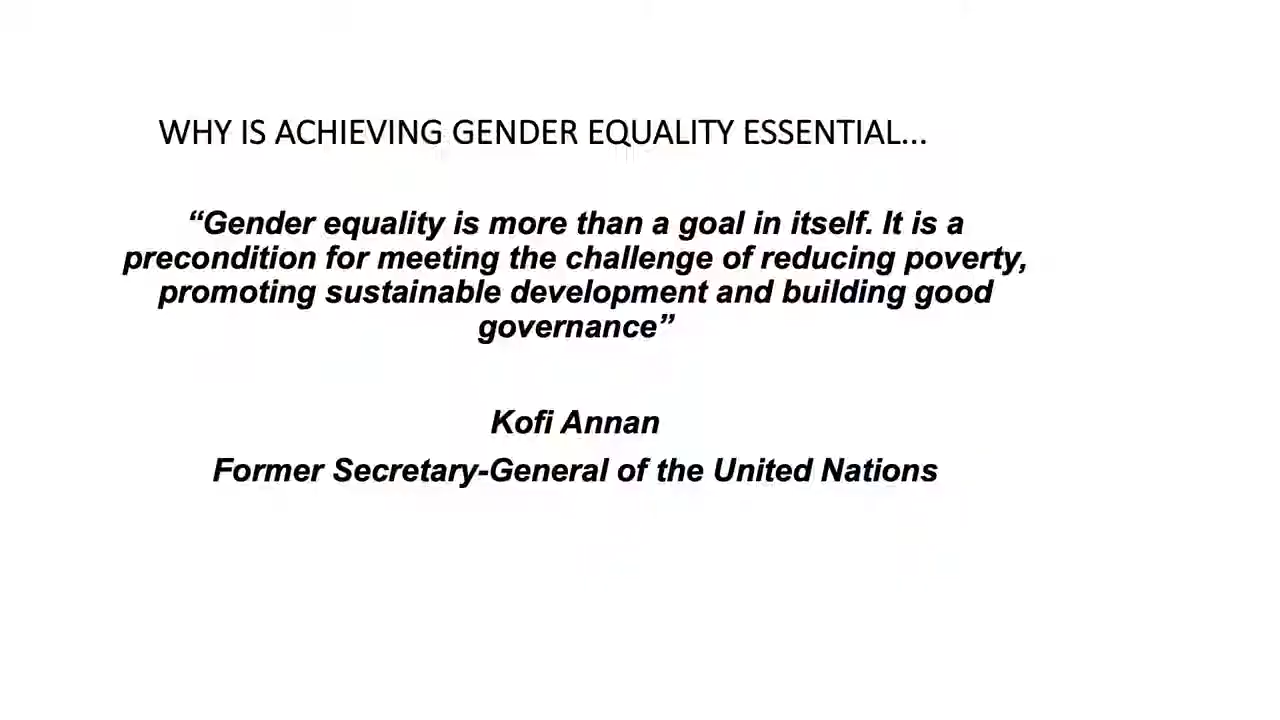 WHY IS ACHIEVING GENDER EQUALITY ESSENTIAL...
“Gender equality is more than a goal in itself. It is a
precondition for meeting the challenge of reducing poverty,
promoting sustainable development and building good
governance”
Kofi Annan
Former Secretary-General of the United Nations